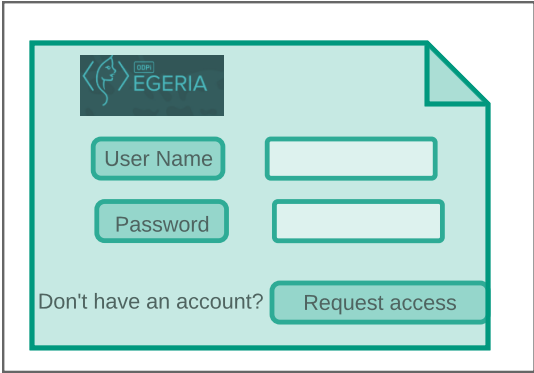 ODPi
EGERIA
User Name
Password
Don't have an account? Request access